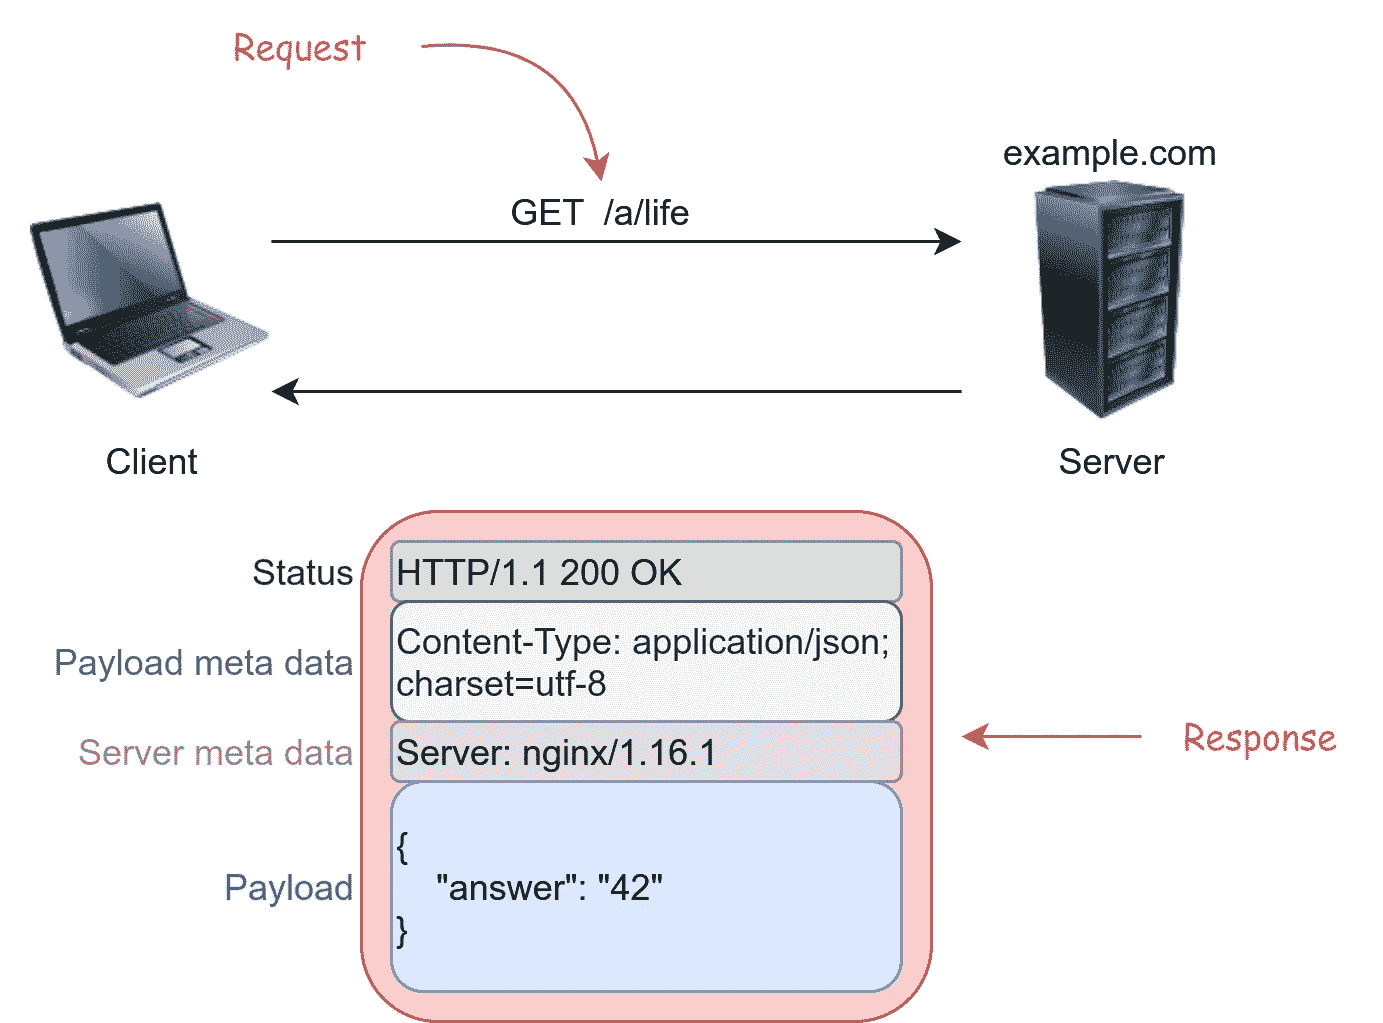 Request
example.com
GET /a/life
Client
Server
Status
HTTP/1.1 200 OK
Payload meta data
Content-Type: application/json;
charset=utf-8
Server meta data
Server: nginx/1.16.1
Response
Payload
{
"answer": "42"
}